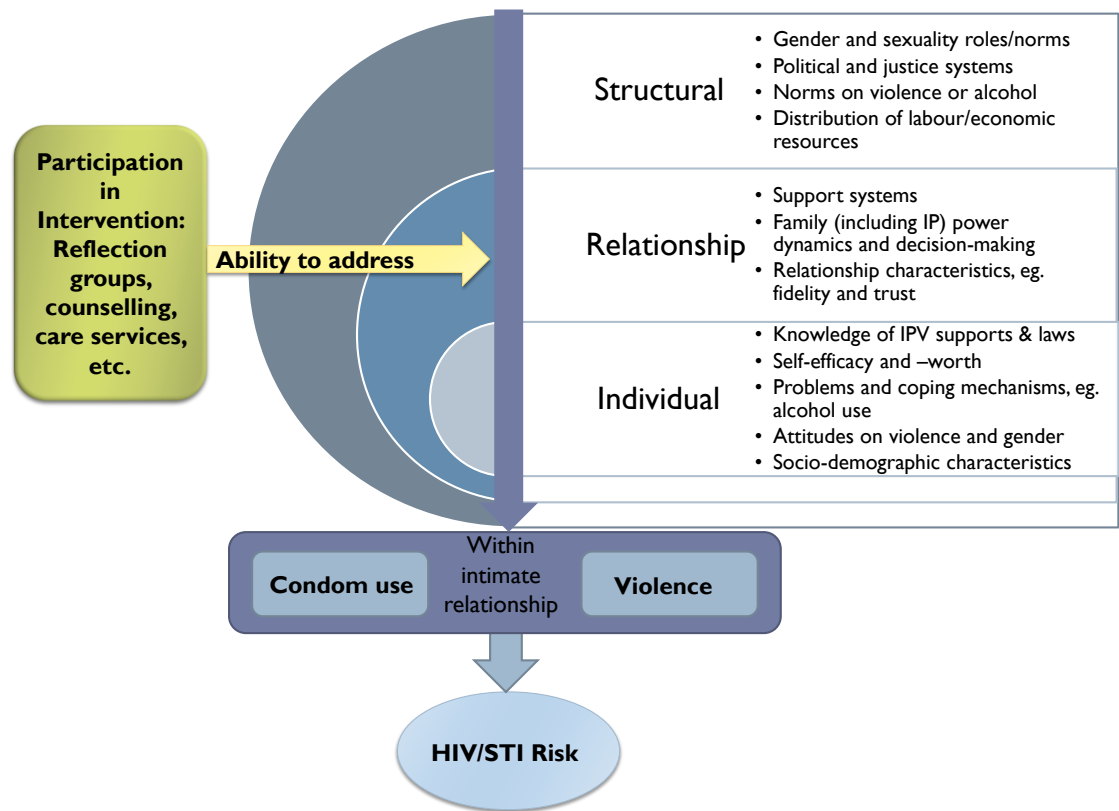 Participation
in
Intervention:
Reflection
groups,
counselling,
care services,
etc.
Ability to address
Structural
• Gender and sexuality roles/norms
• Political and justice systems
• Norms on violence or alcohol
• Distribution of labour/economic
resources
Relationship
• Support systems
• Family (including IP) power
dynamics and decision-making
• Relationship characteristics, eg.
fidelity and trust
Individual
• Knowledge of IPV supports & laws
• Self-efficacy and –worth
• Problems and coping mechanisms, eg.
alcohol use
• Attitudes on violence and gender
• Socio-demographic characteristics
Condom use
Within
intimate
relationship
Violence
HIV/STI Risk